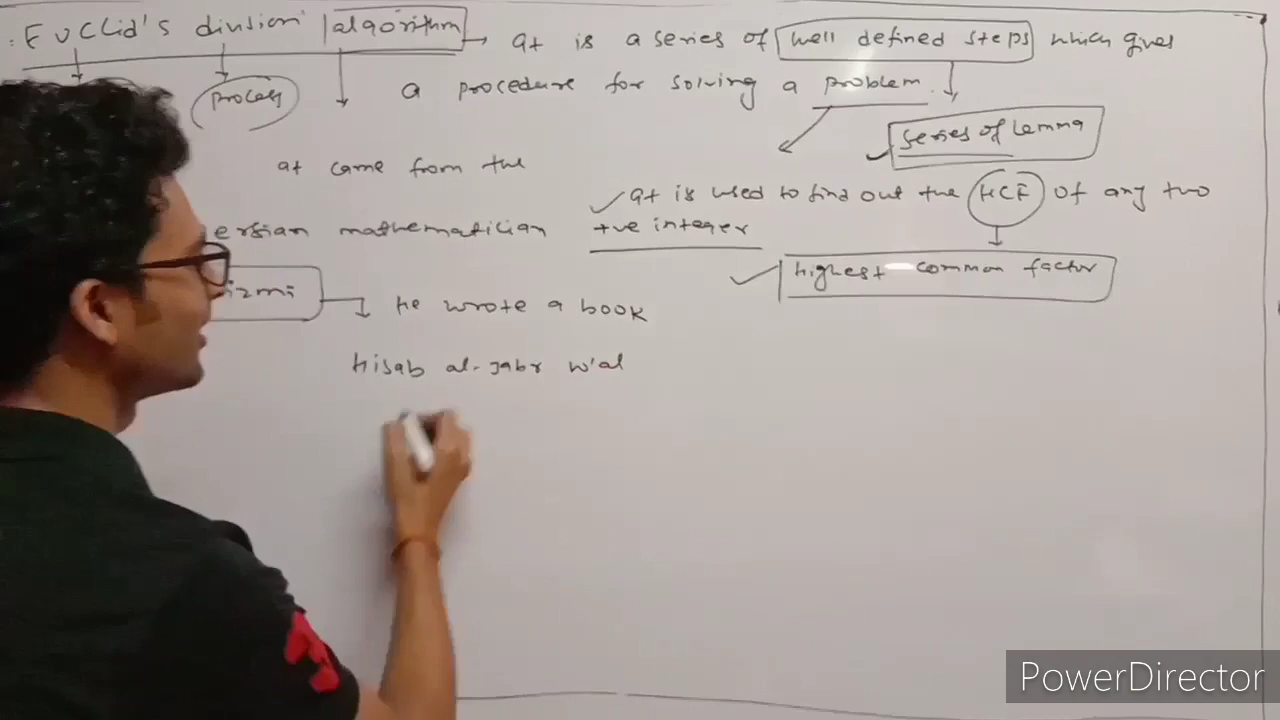 : EUCLid's division algorithm → It is a series of well defined steps which gives
a procedure for solving a problem.
process
series of Lemma
It came from the
It is used to find out the HCF of any two
+ve integer
ersian mathematician
Highest common factor
izmi
He wrote a book
Hisab al-jabr w'al
PowerDirector